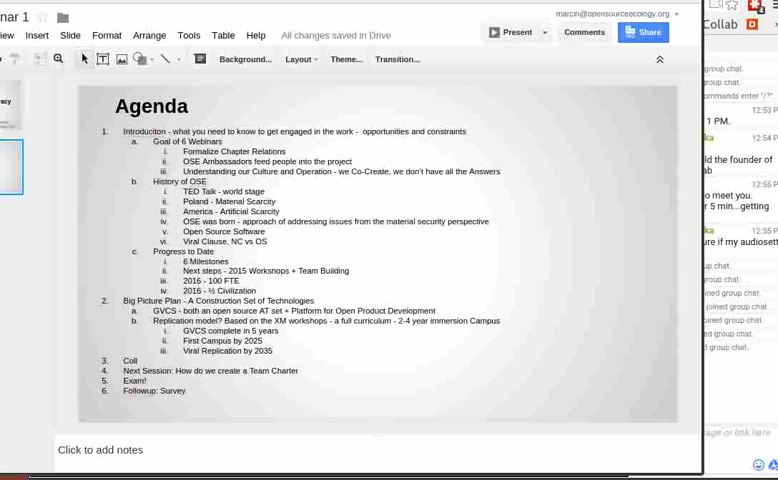 nar 1
marcin@opensourceecology.org
Present
Comments
Share
Insert Slide Format Arrange Tools Table Help All changes saved in Drive
Background... Layout Theme... Transition...
Agenda
1. Introduciton - what you need to know to get engaged in the work - opportunities and constraints
a. Goal of 6 Webinars
i. Formalize Chapter Relations
ii. OSE Ambassadors feed people into the project
iii. Understanding our Culture and Operation - we Co-Create, we don't have all the Answers
b. History of OSE
i. TED Talk - world stage
ii. Poland - Material Scarcity
iii. America - Artificial Scarcity
iv. OSE was born - approach of addressing issues from the material security perspective
v. Open Source Software
vi. Viral Clause, NC vs OS
c. Progress to Date
i. 6 Milestones
ii. Next steps - 2015 Workshops + Team Building
iii. 2016 - 100 FTE
iv. 2016 - ½ Civilization
2. Big Picture Plan - A Construction Set of Technologies
a. GVCS - both an open source AT set + Platform for Open Product Development
b. Replication model? Based on the XM workshops - a full curriculum - 2-4 year immersion Campus
i. GVCS complete in 5 years
ii. First Campus by 2025
iii. Viral Replication by 2035
3. Coll
4. Next Session: How do we create a Team Charter
5. Exam!
6. Followup: Survey
Click to add notes
Collab
group chat.
group chat.
ommands enter "/?"
12:53 P
1 PM.
12:54
ld the founder of
ab
12:55
o meet you.
r 5 min...getting
ka 12:55
ure if my audiosett
up chat.
group chat.
ined group chat.
joined group chat
ined group chat.
group chat.
group chat.
age or link here